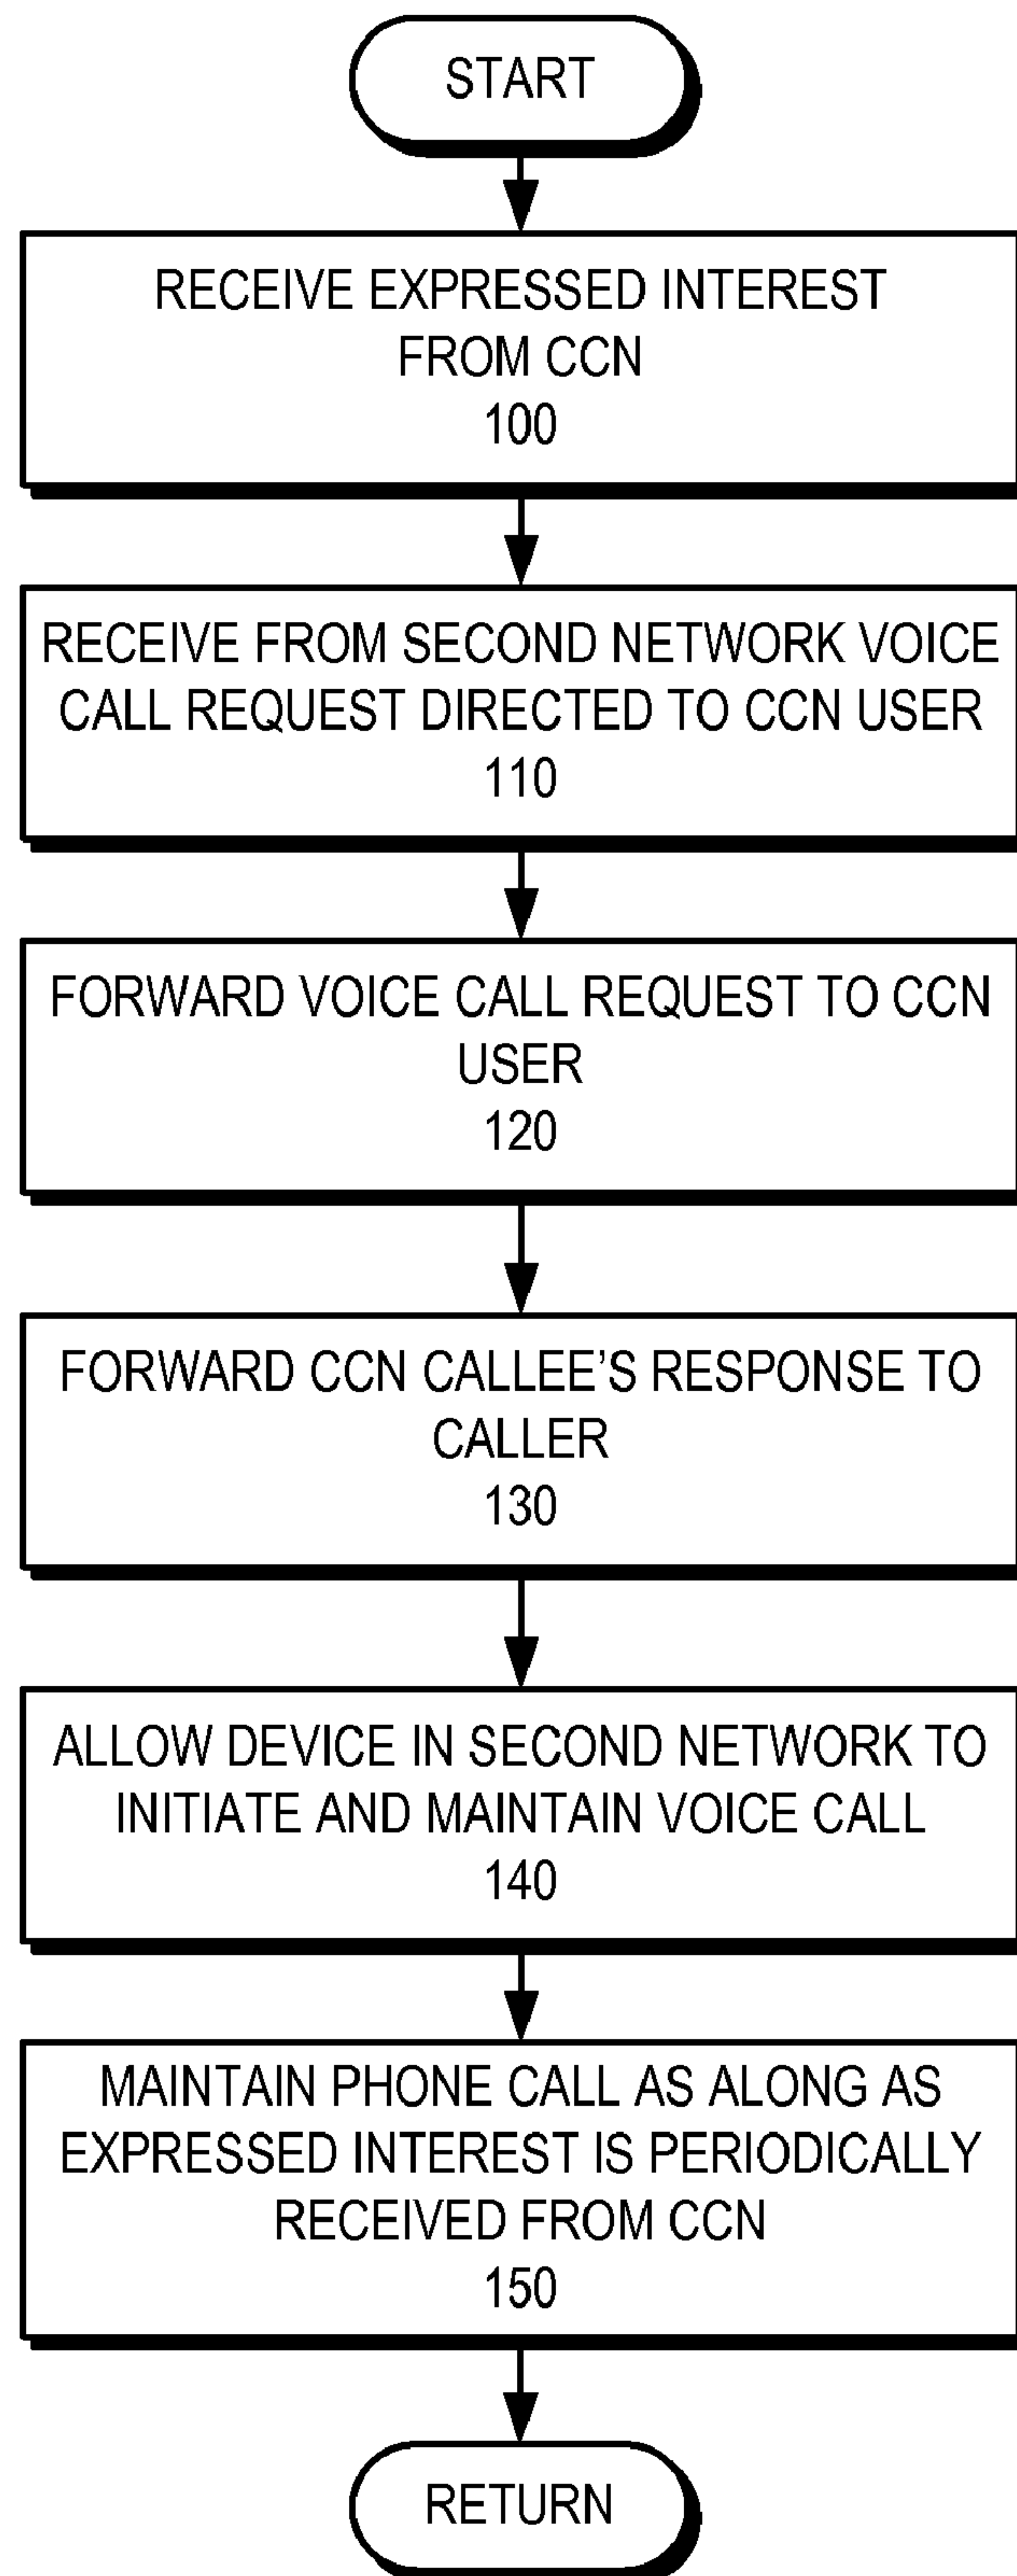 START
RECEIVE EXPRESSED INTEREST
FROM CCN
100
RECEIVE FROM SECOND NETWORK VOICE
CALL REQUEST DIRECTED TO CCN USER
110
FORWARD VOICE CALL REQUEST TO CCN
USER
120
FORWARD CCN CALLEE'S RESPONSE TO
CALLER
130
ALLOW DEVICE IN SECOND NETWORK TO
INITIATE AND MAINTAIN VOICE CALL
140
MAINTAIN PHONE CALL AS ALONG AS
EXPRESSED INTEREST IS PERIODICALLY
RECEIVED FROM CCN
150
RETURN